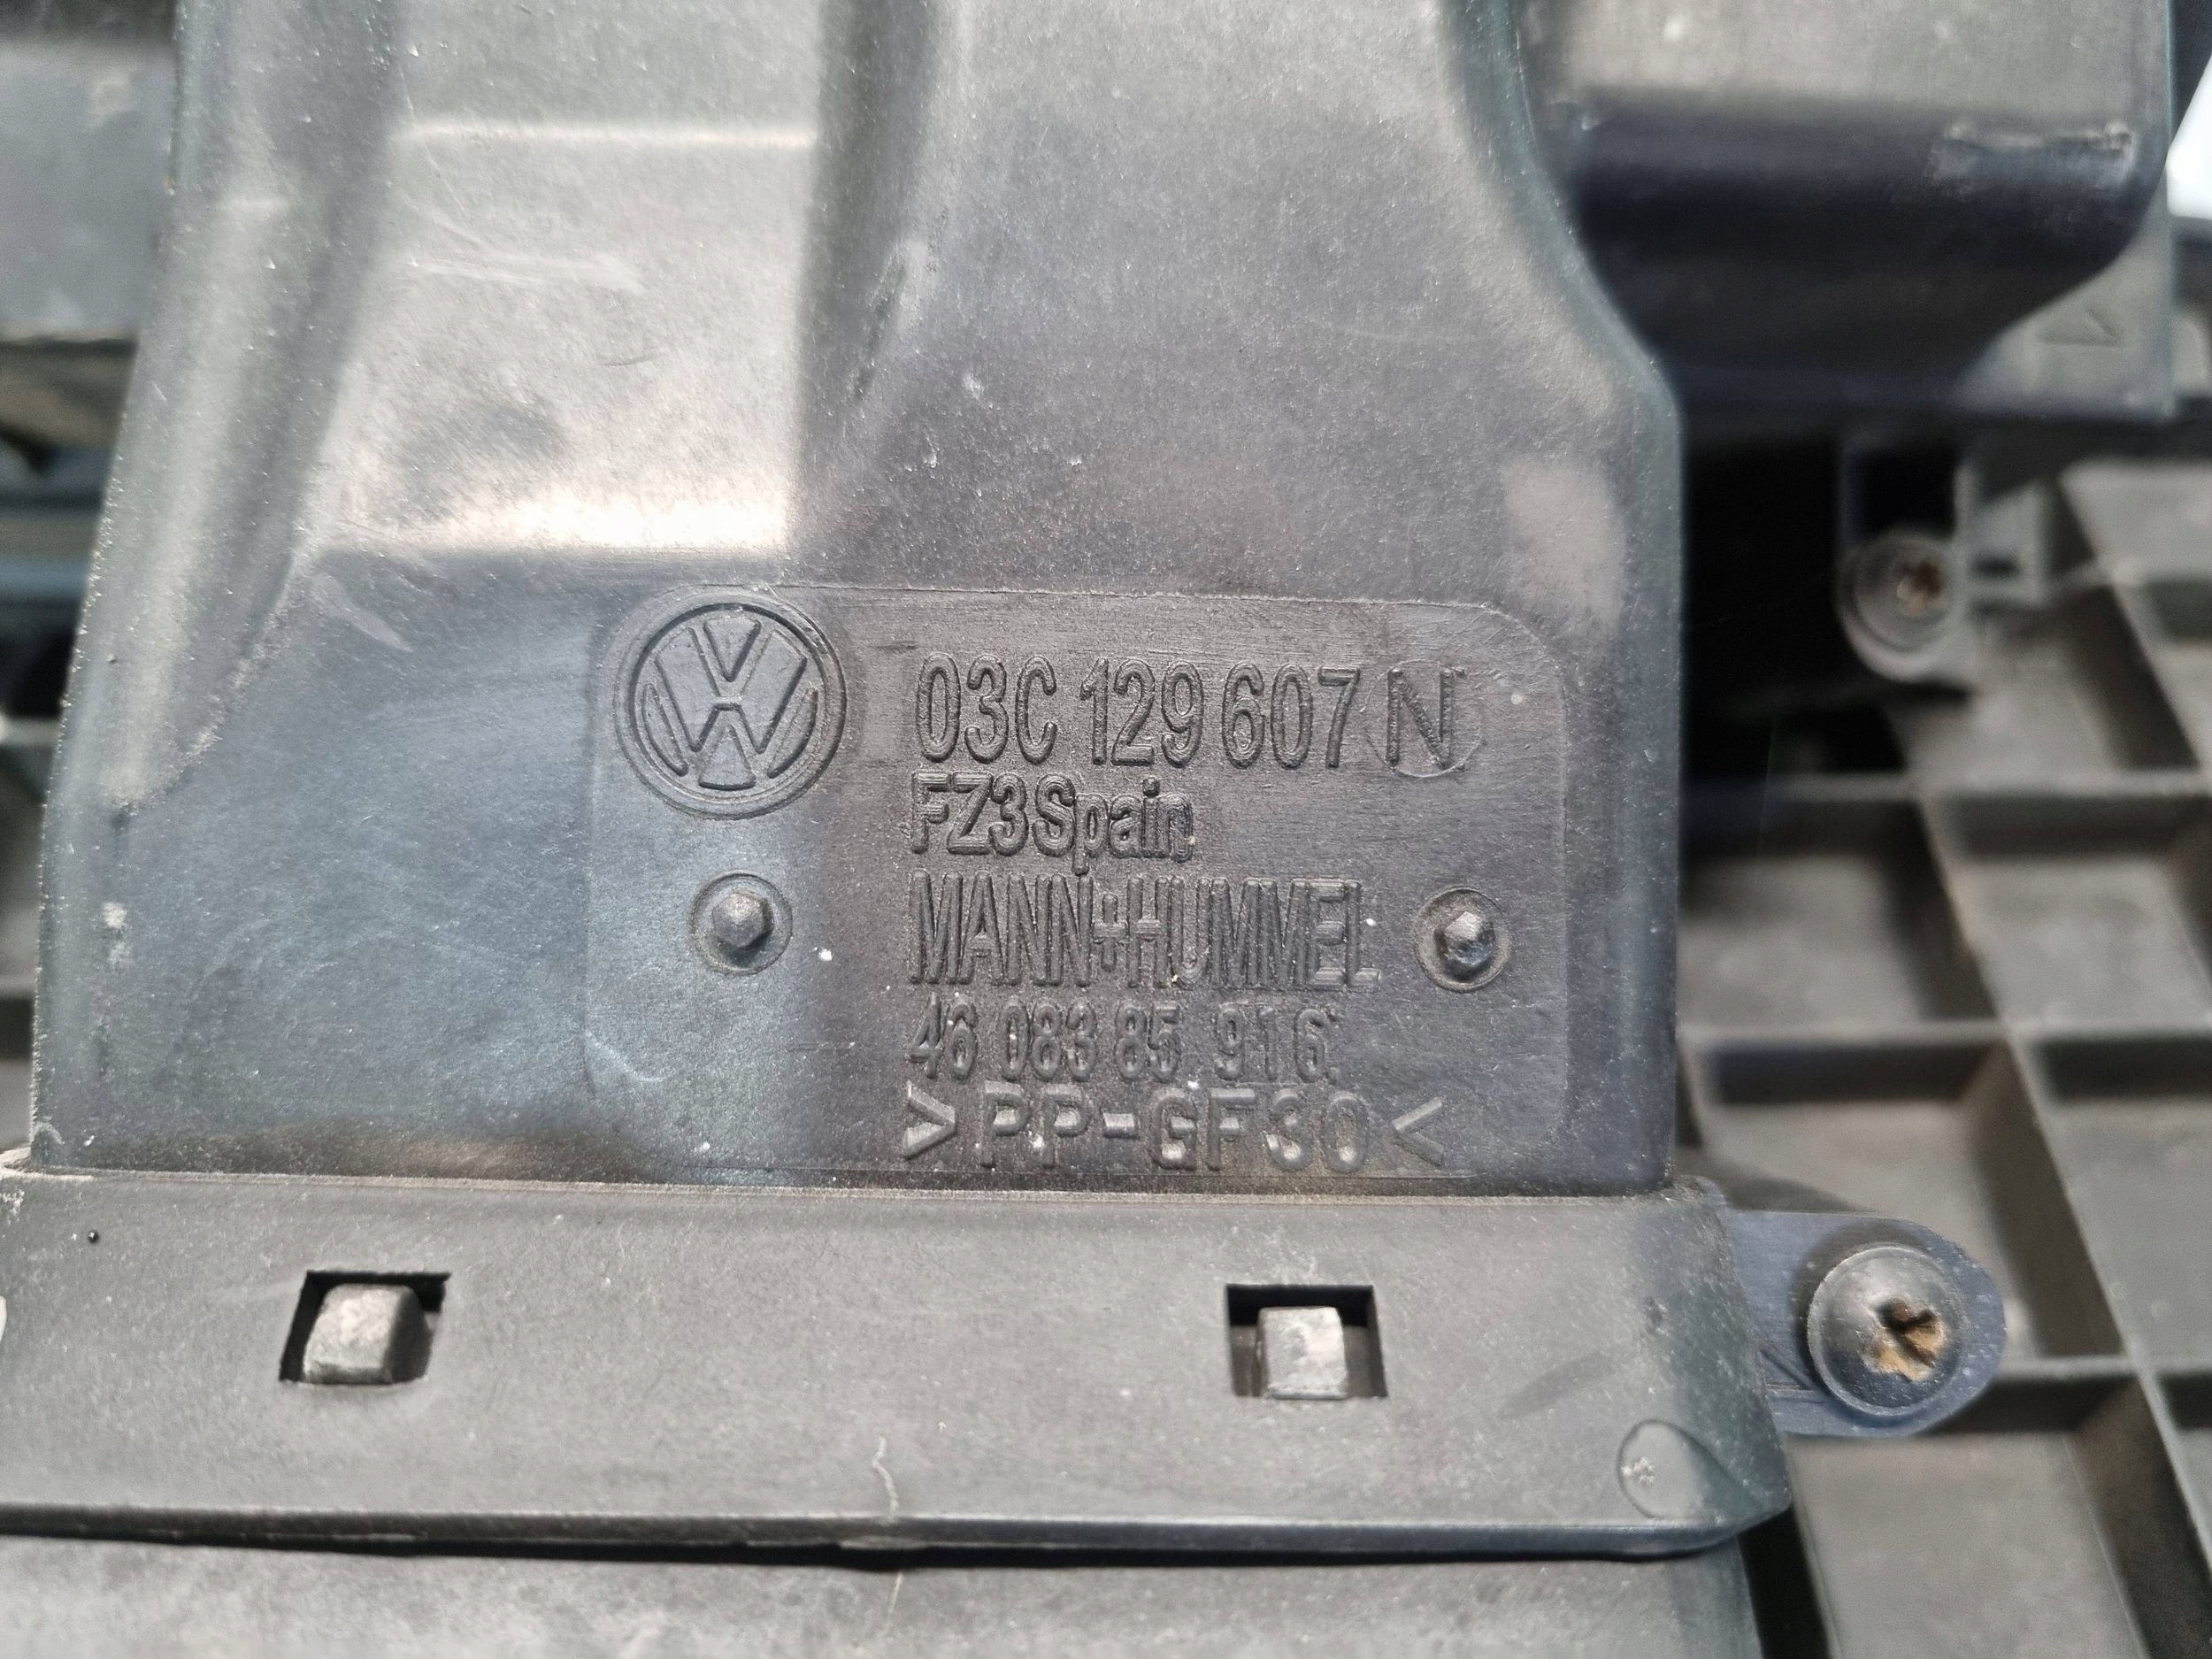 03C 129 607 N
FZ3 Spain
MANN+HUMMEL
46 083 85 916
>PP-GF30<